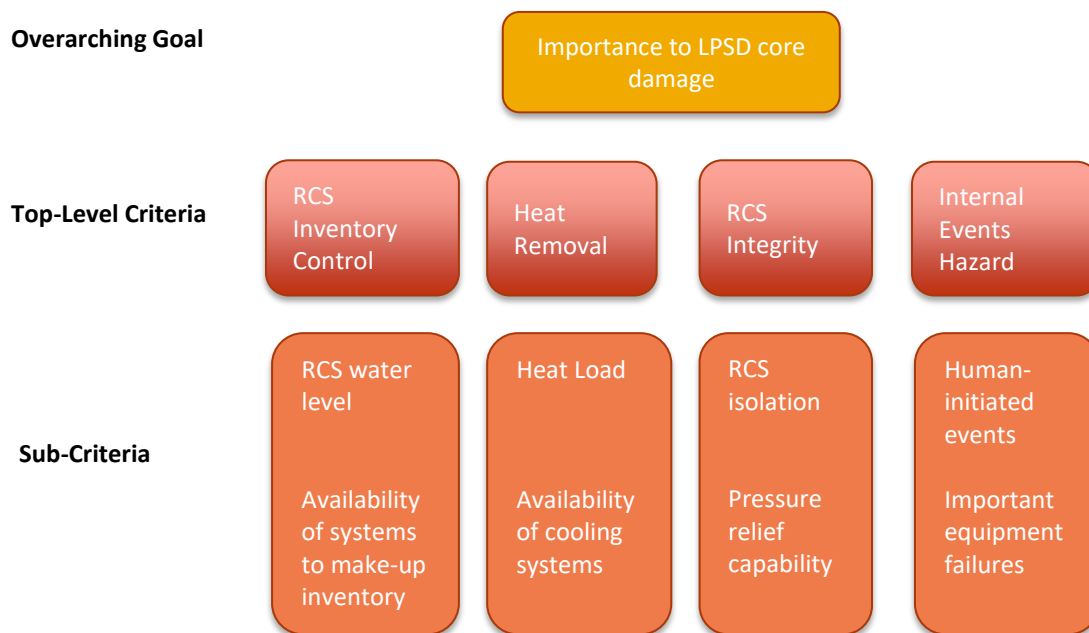 Overarching Goal
Importance to LPSD core
damage
Top-Level Criteria
RCS
Inventory
Control
Heat
Removal
RCS
Integrity
Internal
Events
Hazard
Sub-Criteria
RCS water
level
Availability
of systems
to make-up
inventory
Heat Load
Availability
of cooling
systems
RCS
isolation
Pressure
relief
capability
Human-
initiated
events
Important
equipment
failures